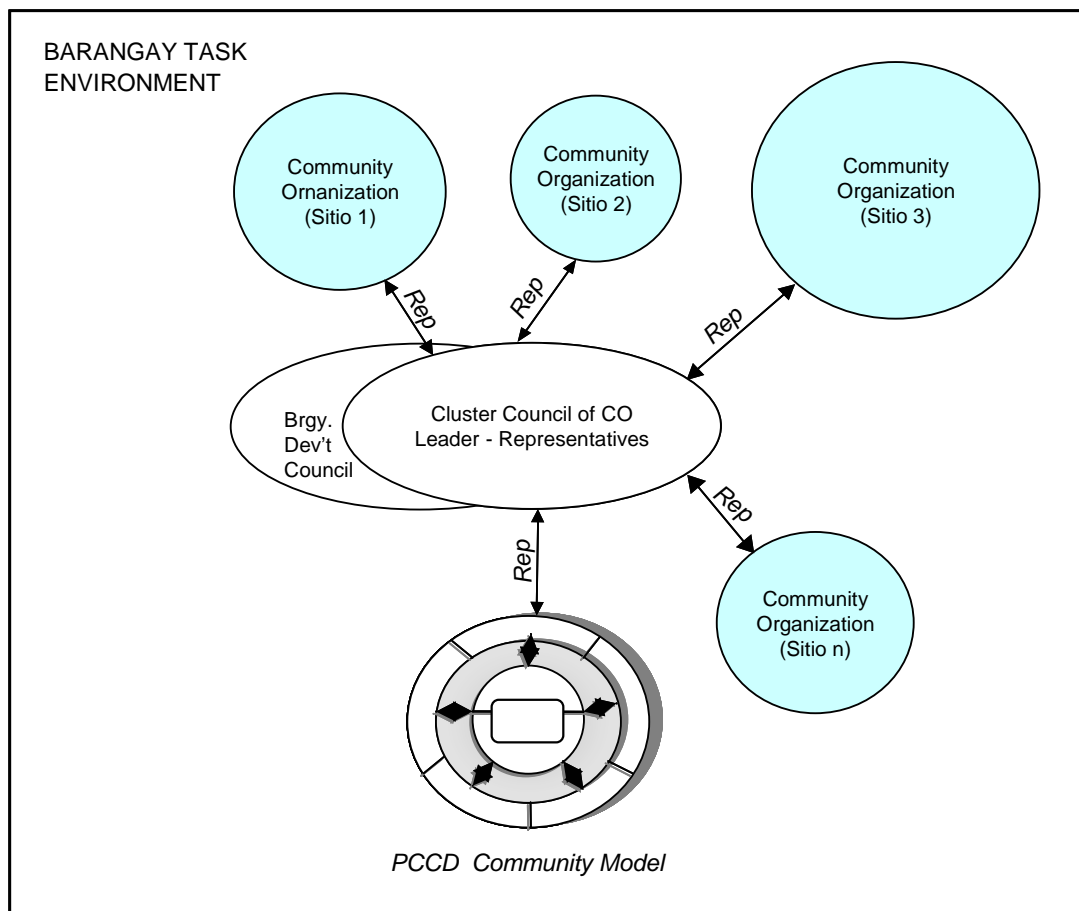 BARANGAY TASK
ENVIRONMENT
Community
Ornanization
(Sitio 1)
Community
Organization
(Sitio 2)
Community
Organization
(Sitio 3)
Rep
Rep
Rep
Brgy.
Dev't
Council
Cluster Council of CO
Leader - Representatives
Rep
Rep
Community
Organization
(Sitio n)
PCCD Community Model